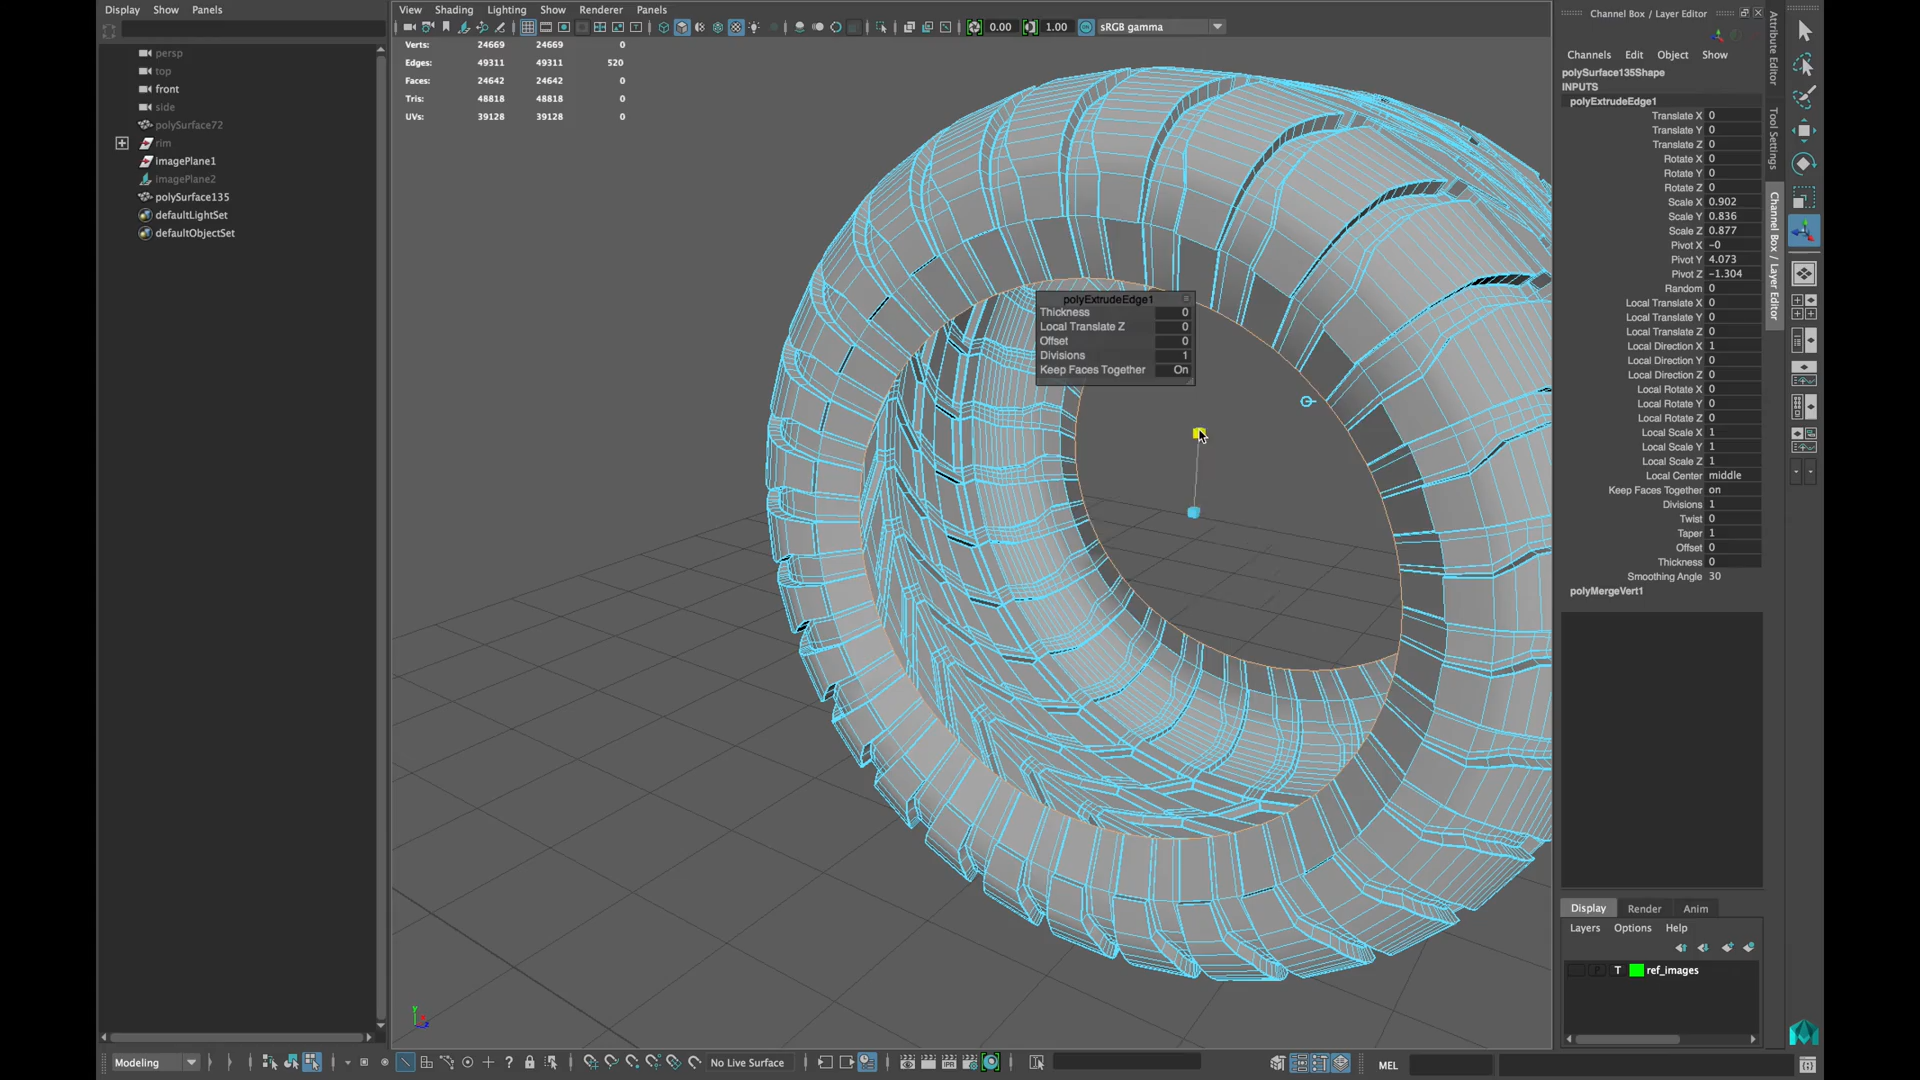 Display Show Panels
persp
top
front
side
polySurface72
rim
imagePlane1
imagePlane2
polySurface135
defaultLightSet
defaultObjectSet
View Shading Lighting Show Renderer Panels
0.00 1.00 sRGB gamma
Verts: 24669 24669 0
Edges: 49311 49311 520
Faces: 24642 24642 0
Tris: 48818 48818 0
UVs: 39128 39128 0
polyExtrudeEdge1
Thickness 0
Local Translate Z 0
Offset 0
Divisions 1
Keep Faces Together On
Channel Box / Layer Editor
Channels Edit Object Show
polySurface135Shape
INPUTS
polyExtrudeEdge1
Translate X 0
Translate Y 0
Translate Z 0
Rotate X 0
Rotate Y 0
Rotate Z 0
Scale X 0.902
Scale Y 0.836
Scale Z 0.877
Pivot X -0
Pivot Y 4.073
Pivot Z -1.304
Random 0
Local Translate X 0
Local Translate Y 0
Local Translate Z 0
Local Direction X 1
Local Direction Y 0
Local Direction Z 0
Local Rotate X 0
Local Rotate Y 0
Local Rotate Z 0
Local Scale X 1
Local Scale Y 1
Local Scale Z 1
Local Center middle
Keep Faces Together on
Divisions 1
Twist 0
Taper 1
Offset 0
Thickness 0
Smoothing Angle 30
polyMergeVert1
Attribute Editor
Tool Settings
Channel Box / Layer Editor
Display Render Anim
Layers Options Help
T ref_images
Modeling
No Live Surface
MEL